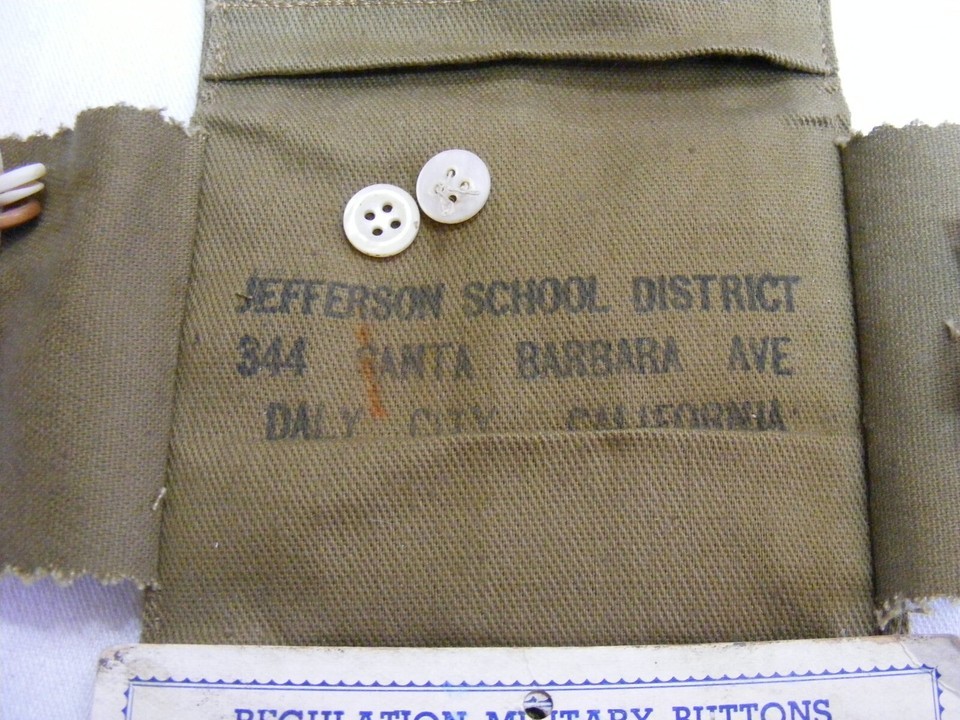 JEFFERSON SCHOOL DISTRICT
344 SANTA BARBARA AVE
DALY CITY CALIFORNIA
REGULATION MILITARY BUTTONS